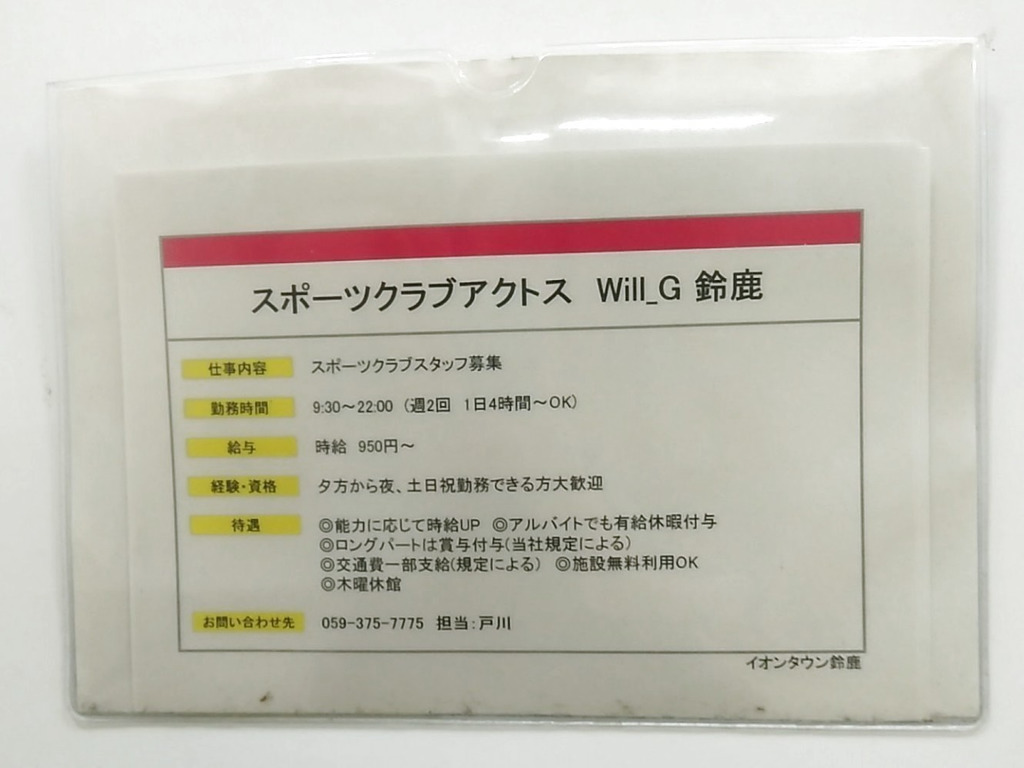 スポーツクラブアクトス Will_G 鈴鹿
仕事内容 スポーツクラブスタッフ募集
勤務時間 9:30～22:00 (週2回 1日4時間～OK)
給与 時給 950円～
経験・資格 夕方から夜、土日祝勤務できる方大歓迎
待遇 ◎能力に応じて時給UP ◎アルバイトでも有給休暇付与
◎ロングパートは賞与付与(当社規定による)
◎交通費一部支給(規定による) ◎施設無料利用OK
◎木曜休館
お問い合わせ先 059-375-7775 担当:戸川
イオンタウン鈴鹿